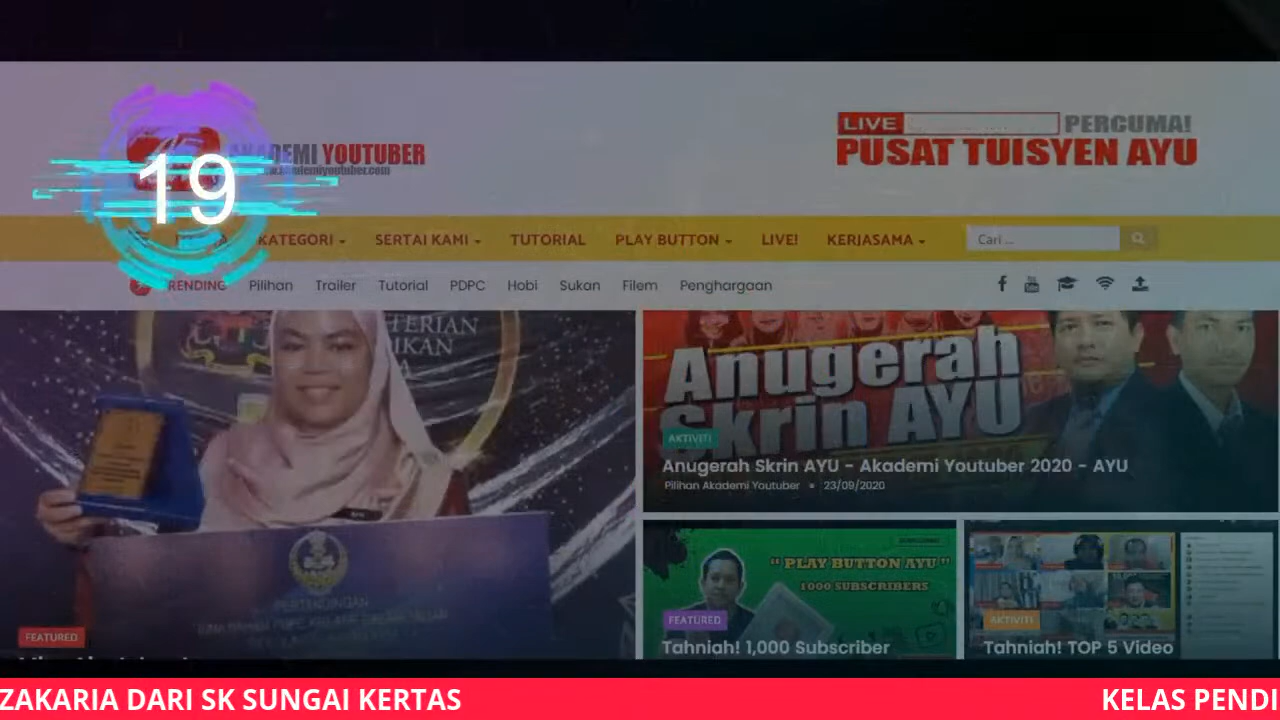 19
AKADEMI YOUTUBER
LIVE
PERCUMA!
PUSAT TUISYEN AYU
KATEGORI
SERTAI KAMI
TUTORIAL
PLAY BUTTON
LIVE!
KERJASAMA
Cari ...
TRENDING
Pilihan
Trailer
Tutorial
PDPC
Hobi
Sukan
Filem
Penghargaan
Anugerah
Skrin AYU
AKTIVITI
Anugerah Skrin AYU - Akademi Youtuber 2020 - AYU
Pilihan Akademi Youtuber
23/09/2020
PERTANDINGAN
FEATURED
" PLAY BUTTON AYU "
1000 SUBSCRIBERS
FEATURED
Tahniah! 1,000 Subscriber
AKTIVITI
Tahniah! TOP 5 Video
ZAKARIA DARI SK SUNGAI KERTAS
KELAS PENDI